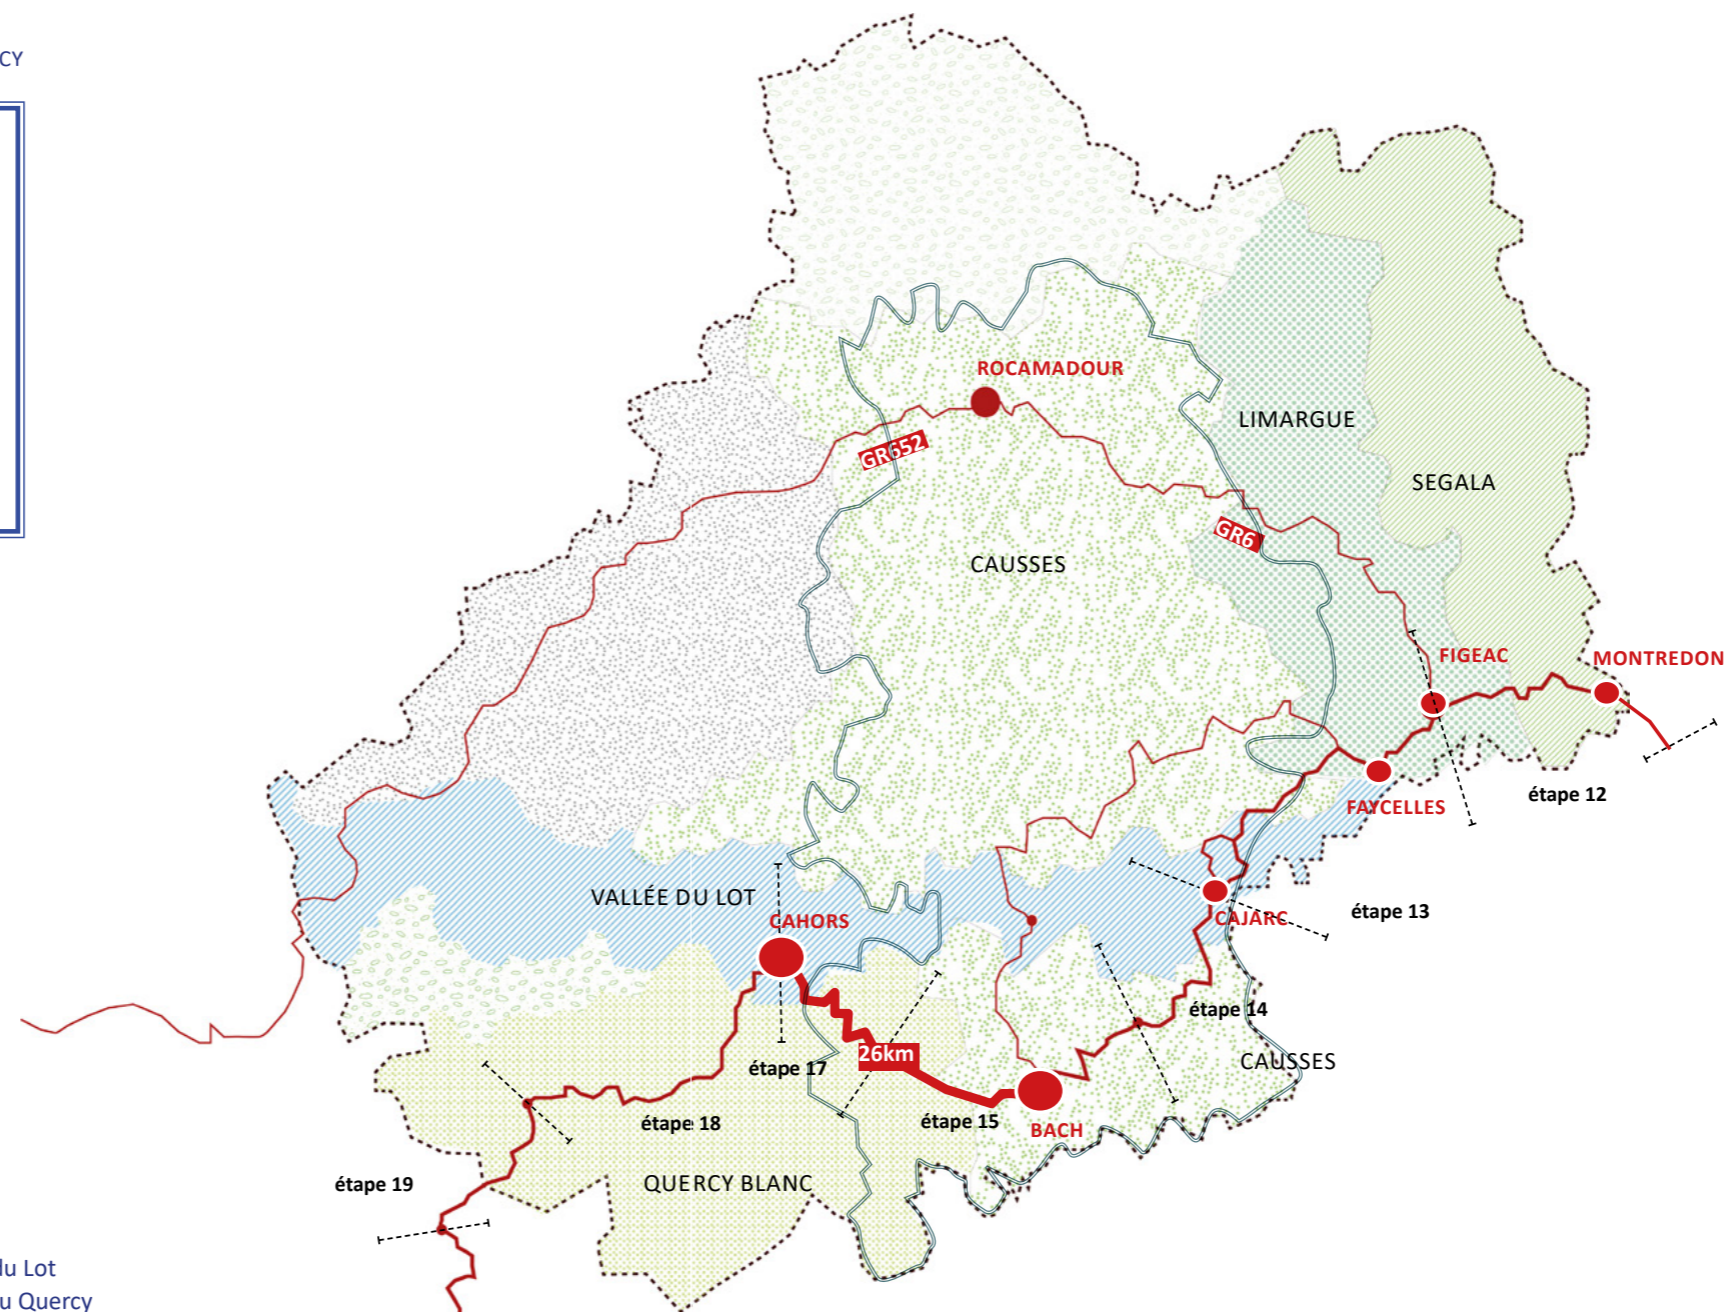 CY
ROCAMADOUR
LIMARGUE
GR652
SEGALA
GR6
CAUSSES
FIGEAC
MONTREDON
étape 12
FAYCELLES
VALLÉE DU LOT
CAHORS
CAJARC
étape 13
étape 14
26km
CAUSSES
étape 17
étape 18
étape 15
BACH
étape 19
QUERCY BLANC
du Lot
u Quercy